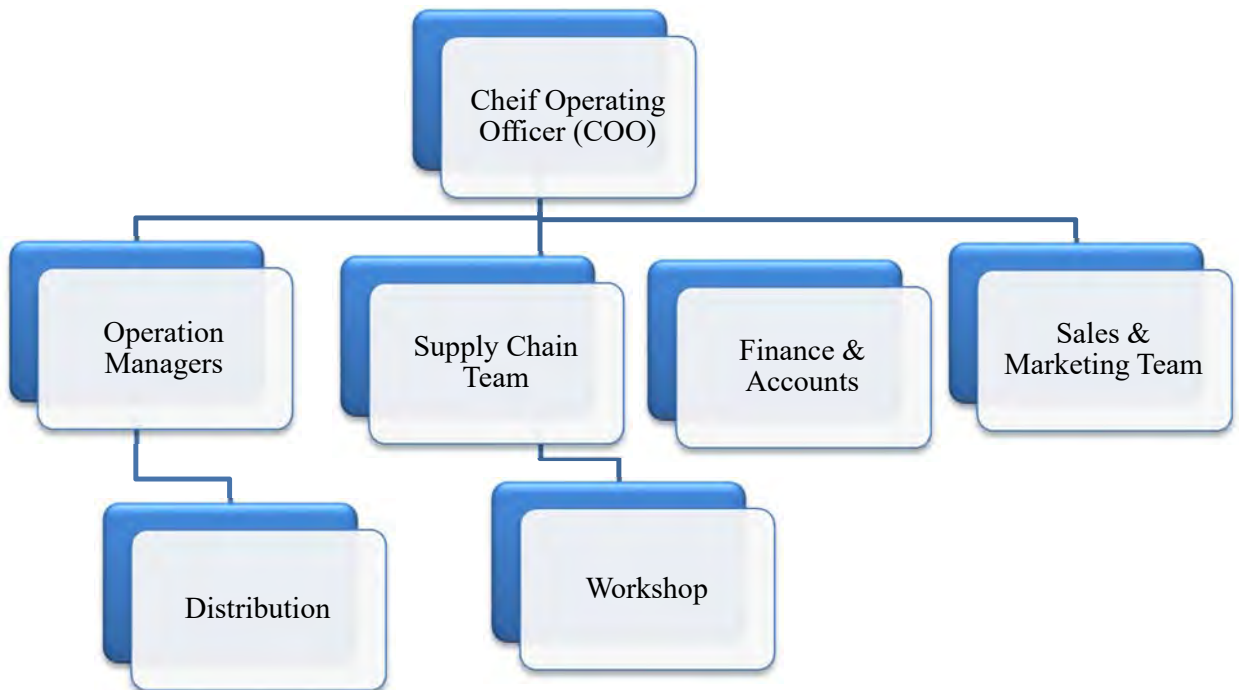 Cheif Operating
Officer (COO)
Operation
Managers
Supply Chain
Team
Finance &
Accounts
Sales &
Marketing Team
Distribution
Workshop